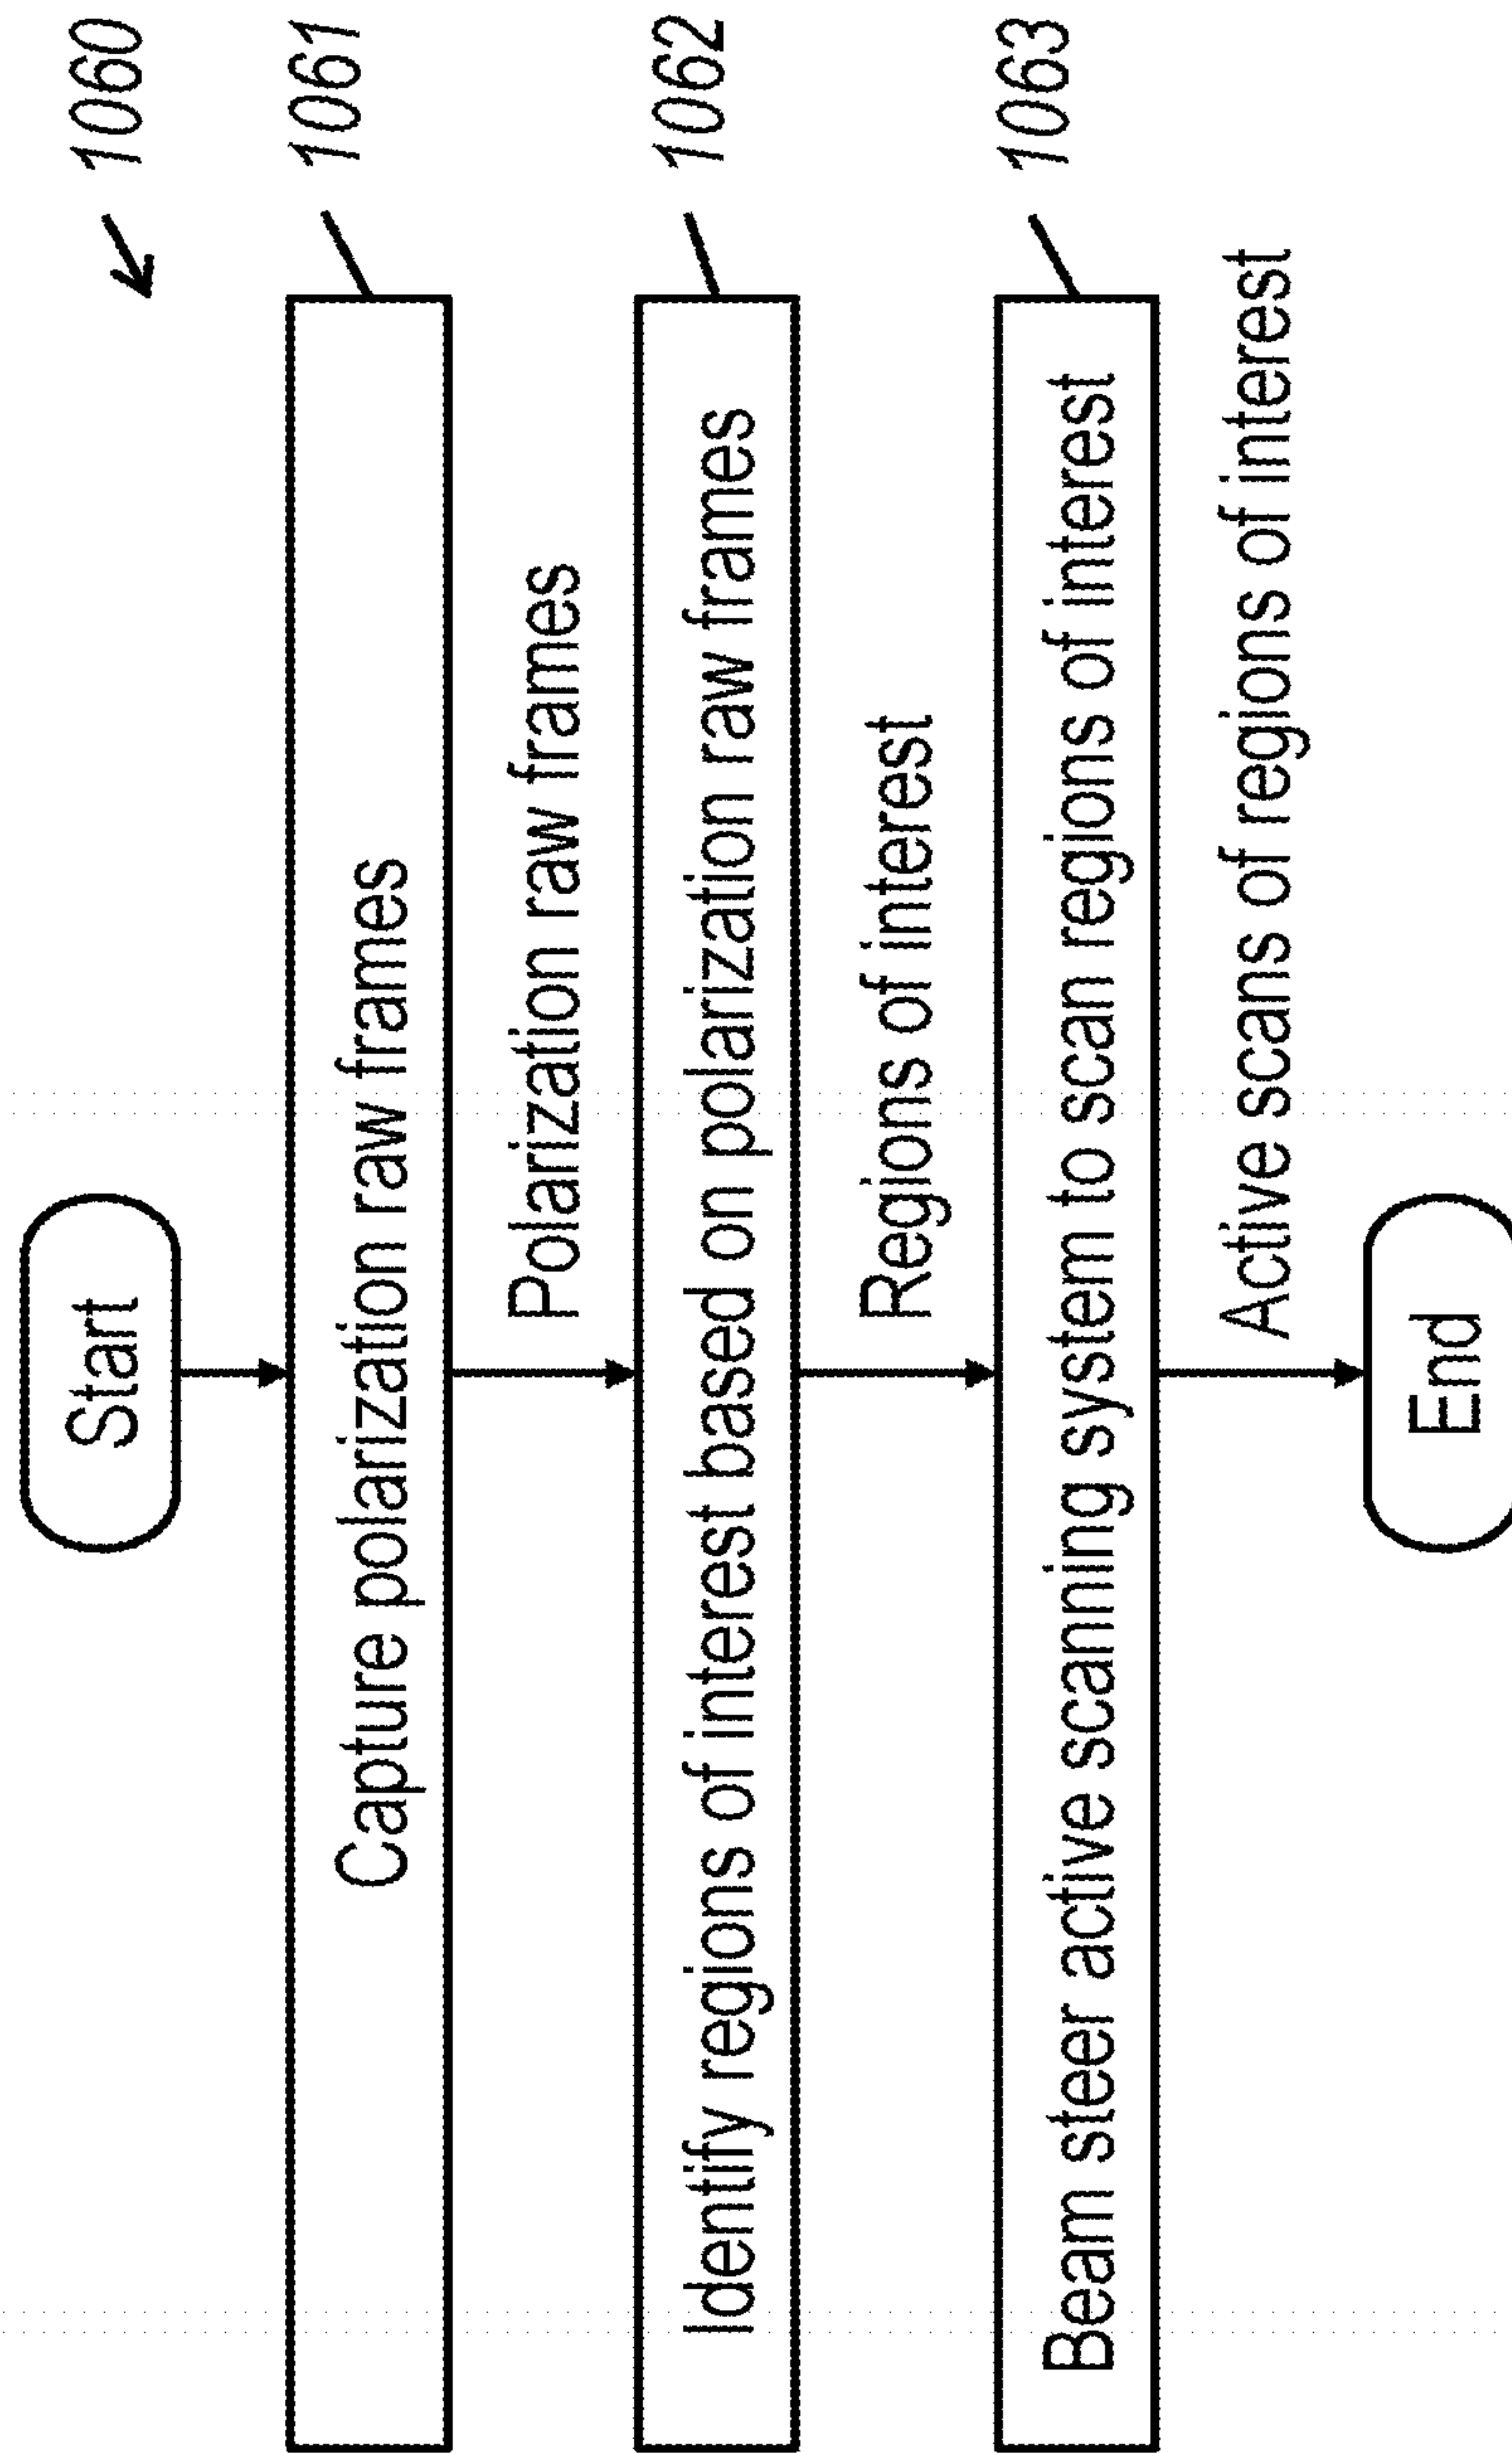 1060
Start
1061
Capture polarization raw frames
Polarization raw frames
1062
Identify regions of interest based on polarization raw frames
Regions of interest
1063
Beam steer active scanning system to scan regions of interest
Active scans of regions of interest
End